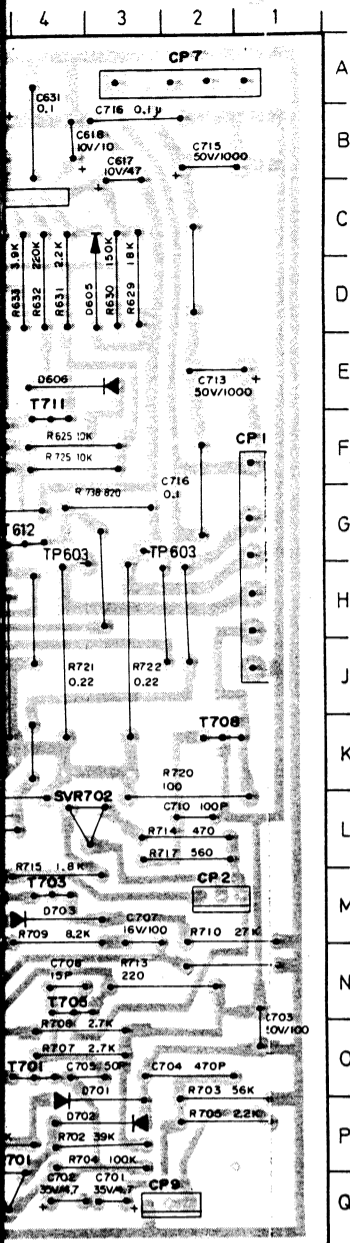 4 3 2 1
CP7
A
C631
0.1
C716 0.1µ
B
C618
10V/10
C617
10V/47
C715
50V/1000
C
R633 3.9K
R632 220K
R631 2.2K
D605
R630 150K
R629 18K
D
E
D606
C713
50V/1000
T711
F
R625 10K
CP1
R725 10K
C716
0.1
R738 820
G
T612
TP603
TP603
H
J
R721
0.22
R722
0.22
T708
K
R720
100
SVR702
C710 100P
L
R714 470
R717 560
R715 1.8K
CP2
T703
M
D703
C707
16V/100
R709 8.2K
R710 27K
C708
15P
R713
220
N
T705
C703
R708 2.7K
R707 2.7K
O
T701
C705 50P
C704 470P
D701
R703 56K
D702
R705 2.2K
P
R702 39K
R704 100K
C702
35V/4.7
C701
35V/4.7
CP9
Q